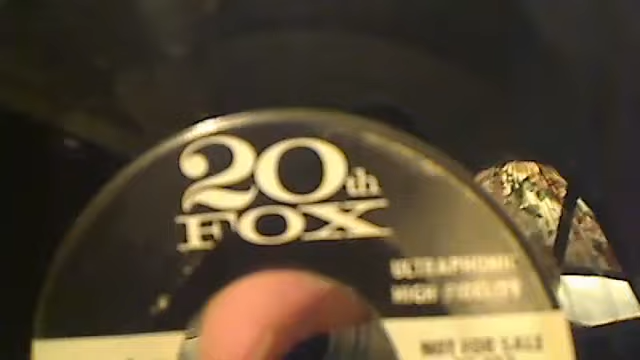 20th
FOX
ULTRAPHONIC
HIGH FIDELITY
NOT FOR SALE